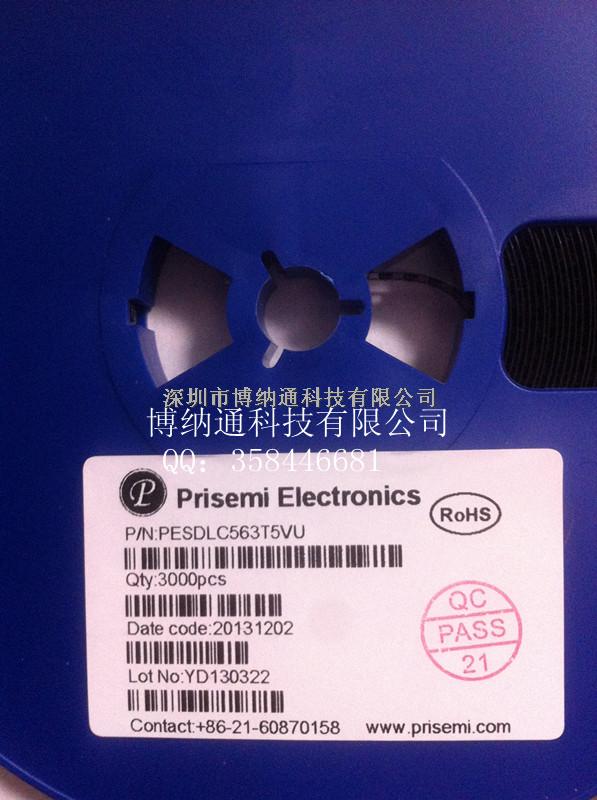 深圳市博纳通科技有限公司
博纳通科技有限公司
QQ：358446681
P Prisemi Electronics
RoHS
P/N:PESDLC563T5VU
Qty:3000pcs
Date code:20131202
Lot No:YD130322
QC
PASS
21
Contact:+86-21-60870158 www.prisemi.com